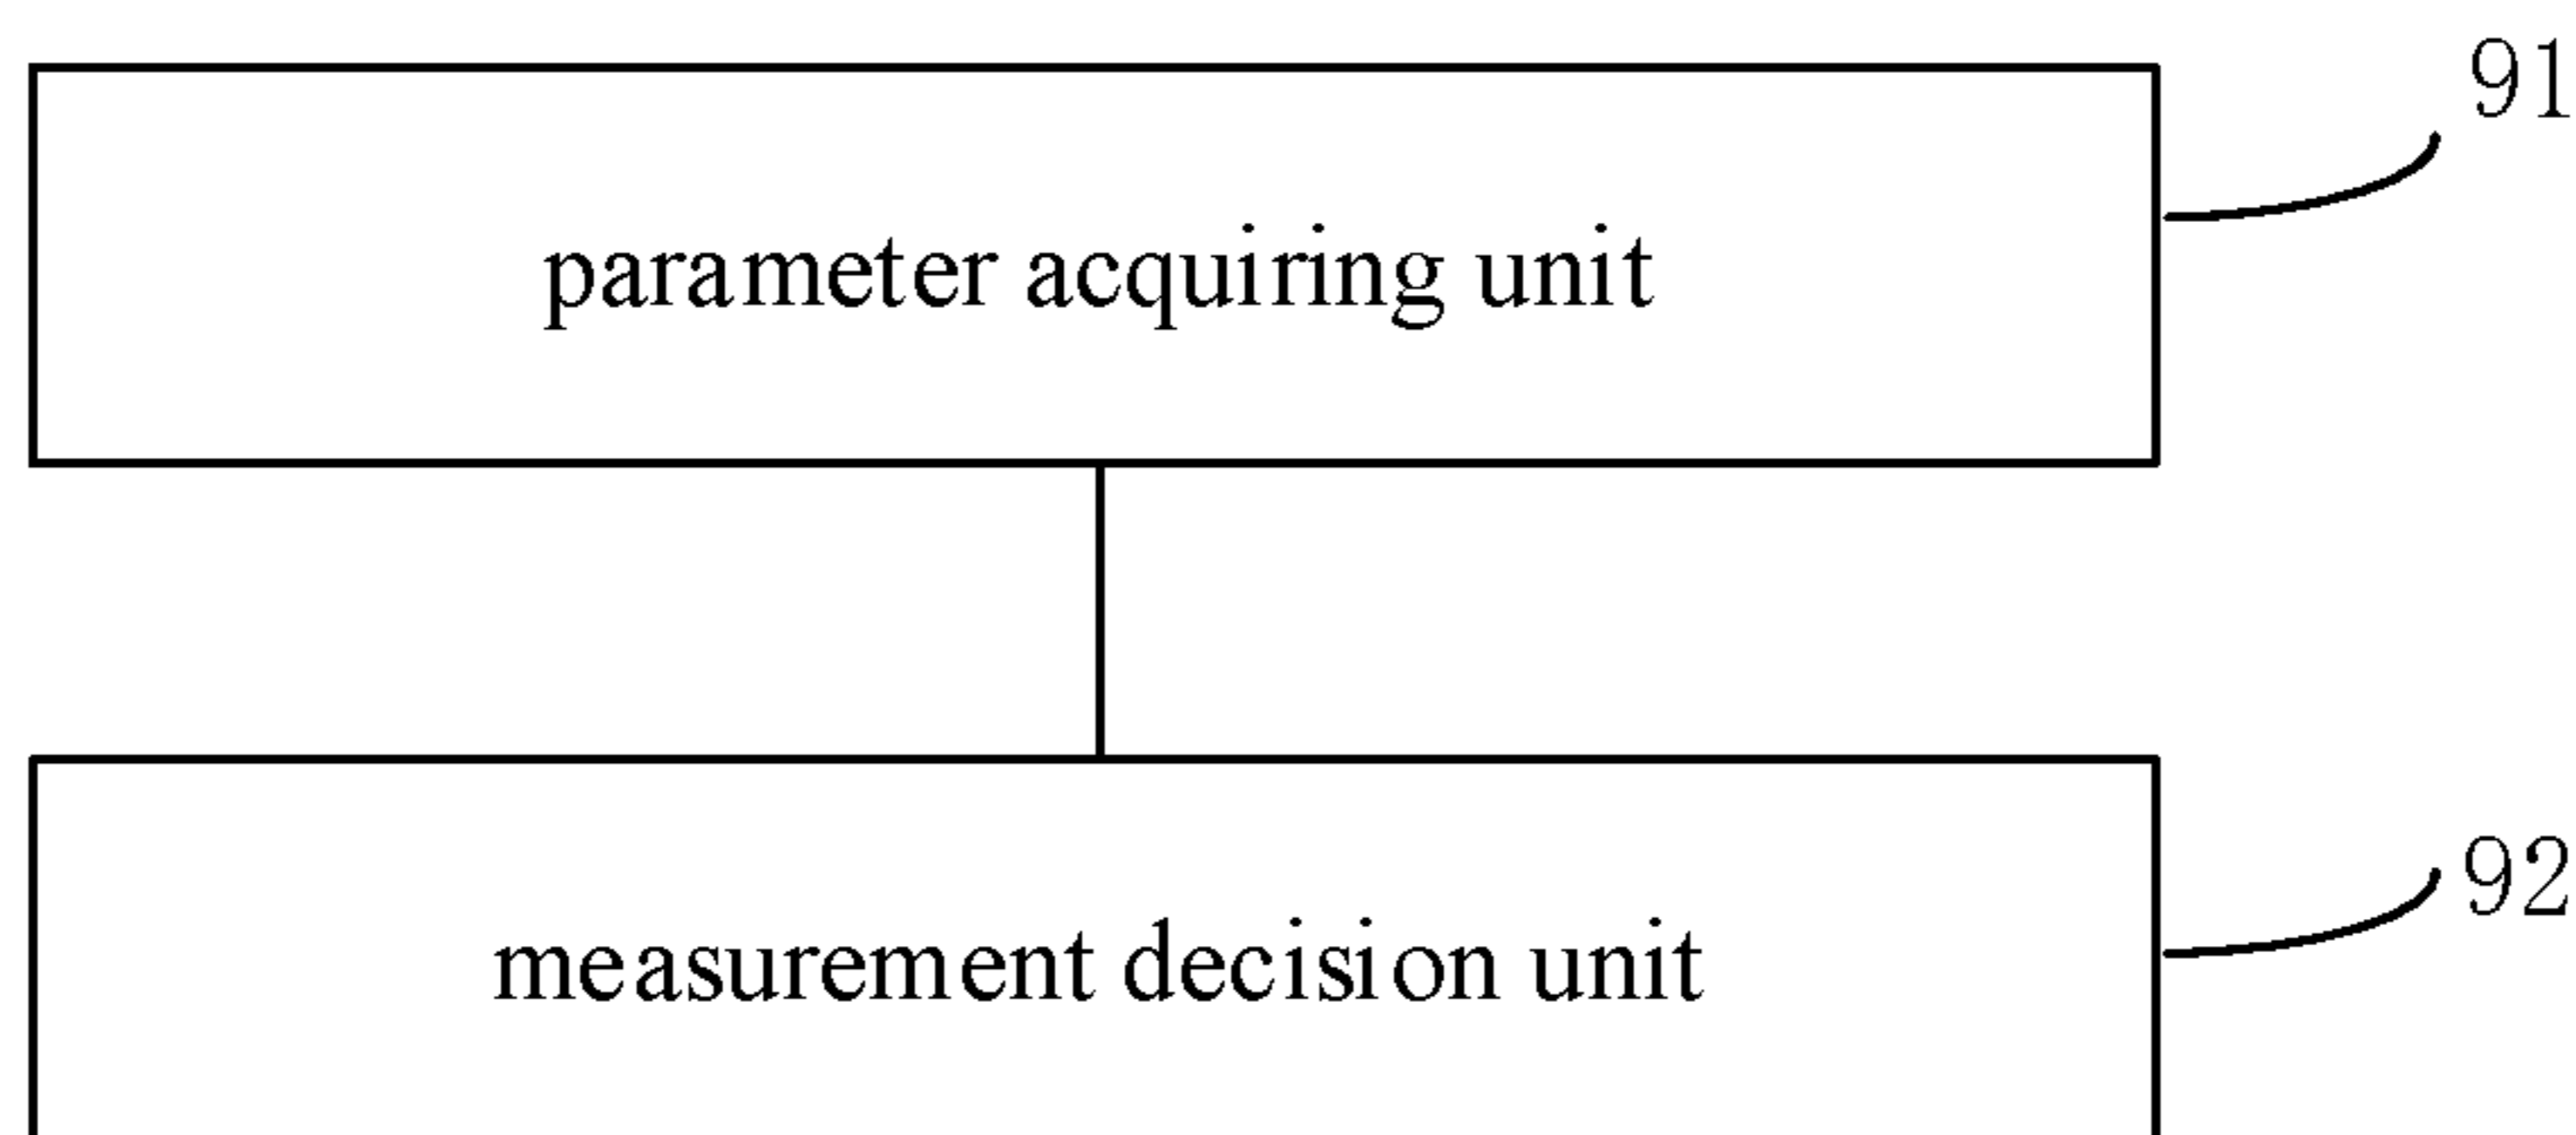 91
parameter acquiring unit
92
measurement decision unit